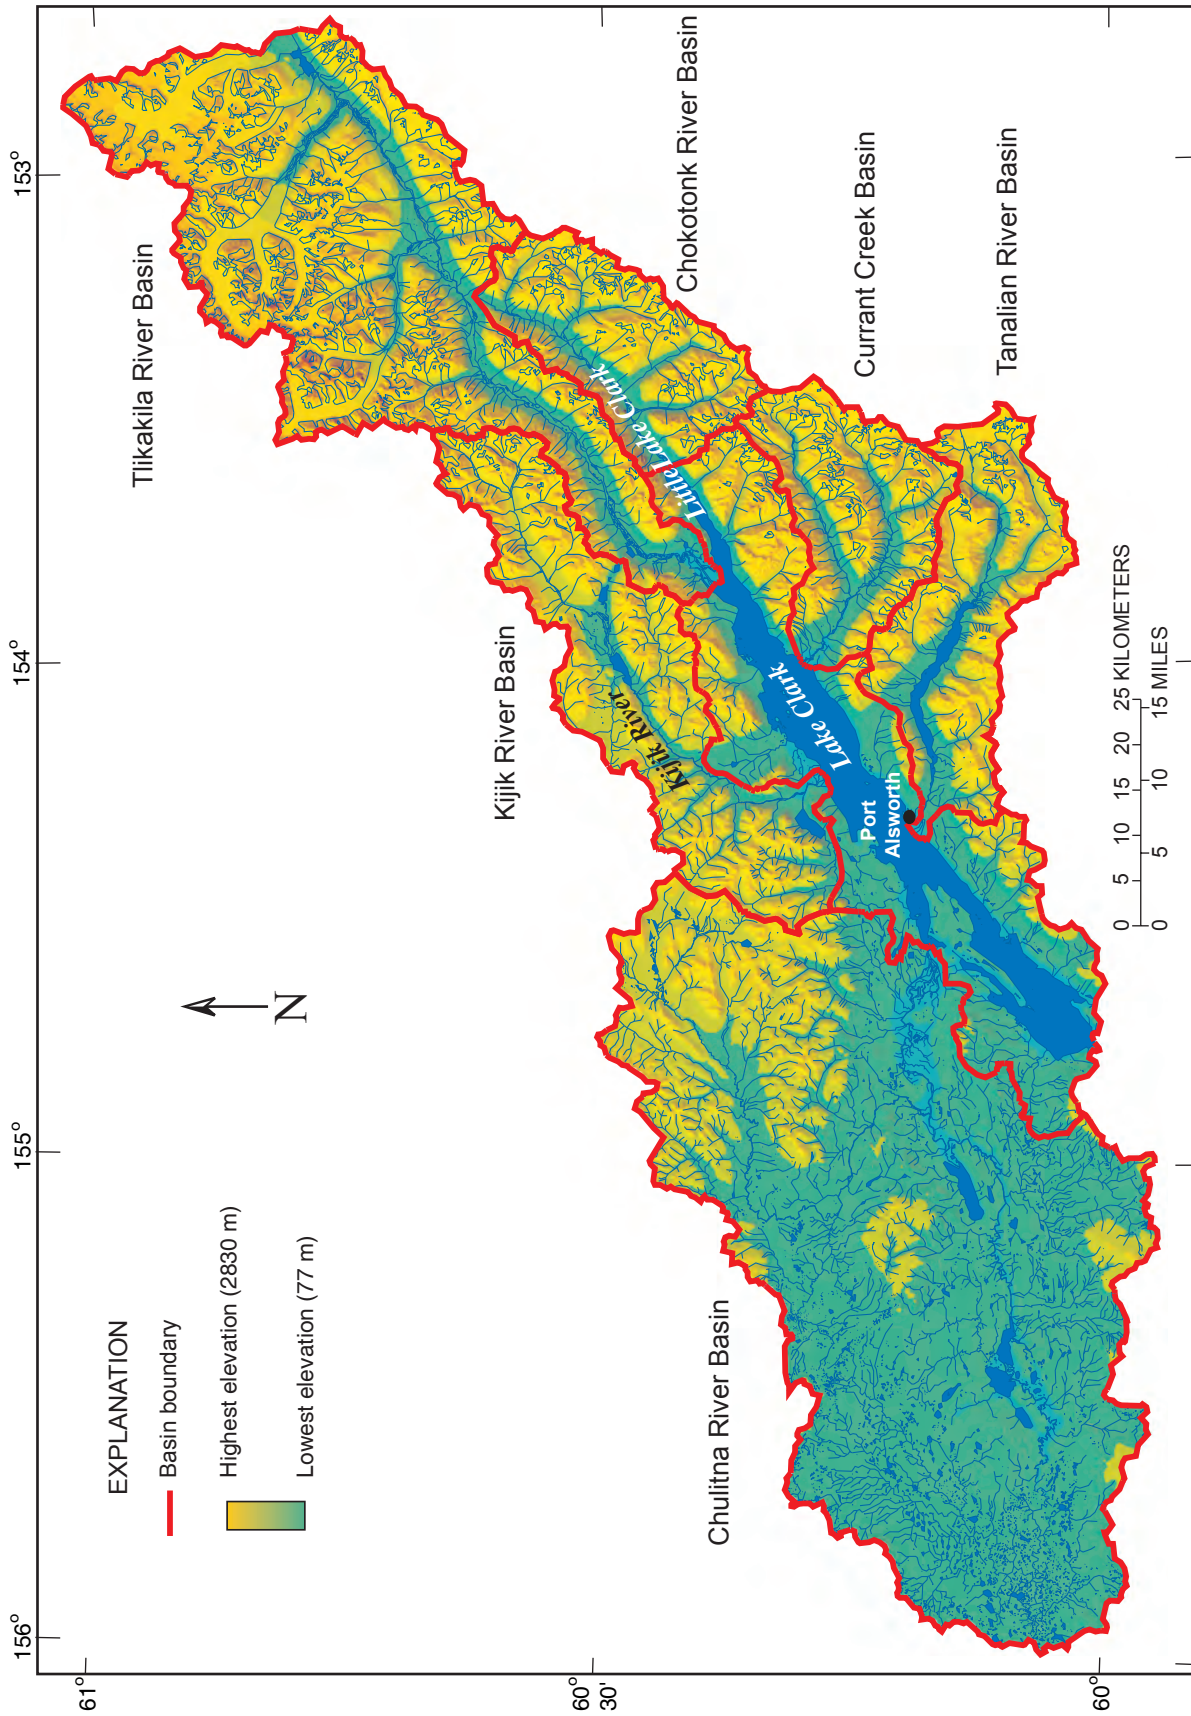 156°
155°
154°
153°
61°
60°
30'
60°
EXPLANATION
Basin boundary
Highest elevation (2830 m)
Lowest elevation (77 m)
N
Tlikakila River Basin
Kijik River Basin
Chulitna River Basin
Chokotonk River Basin
Currant Creek Basin
Tanalian River Basin
Kijik River
Little Lake Clark
Lake Clark
Port
Alsworth
0 5 10 15 20 25 KILOMETERS
0 5 10 15 MILES